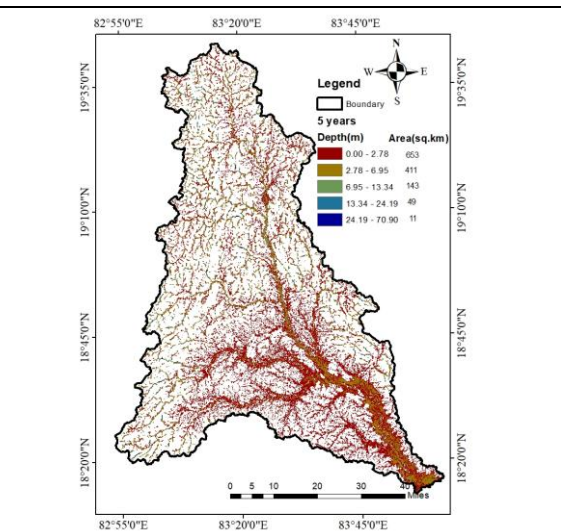 82°55'0"E 83°20'0"E 83°45'0"E
N
W E
S
Legend
Boundary
5 years
Depth(m) Area(sq.km)
0.00 - 2.78 653
2.78 - 6.95 411
6.95 - 13.34 143
13.34 - 24.19 49
24.19 - 70.90 11
19°35'0"N 19°35'0"N
19°10'0"N 19°10'0"N
18°45'0"N 18°45'0"N
18°20'0"N 18°20'0"N
0 5 10 20 30 40
Miles
82°55'0"E 83°20'0"E 83°45'0"E